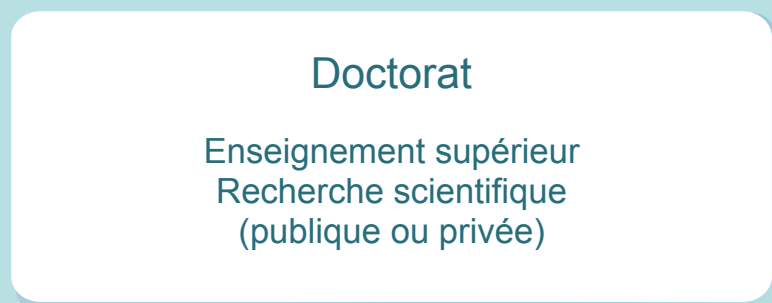 Doctorat
Enseignement supérieur
Recherche scientifique
(publique ou privée)